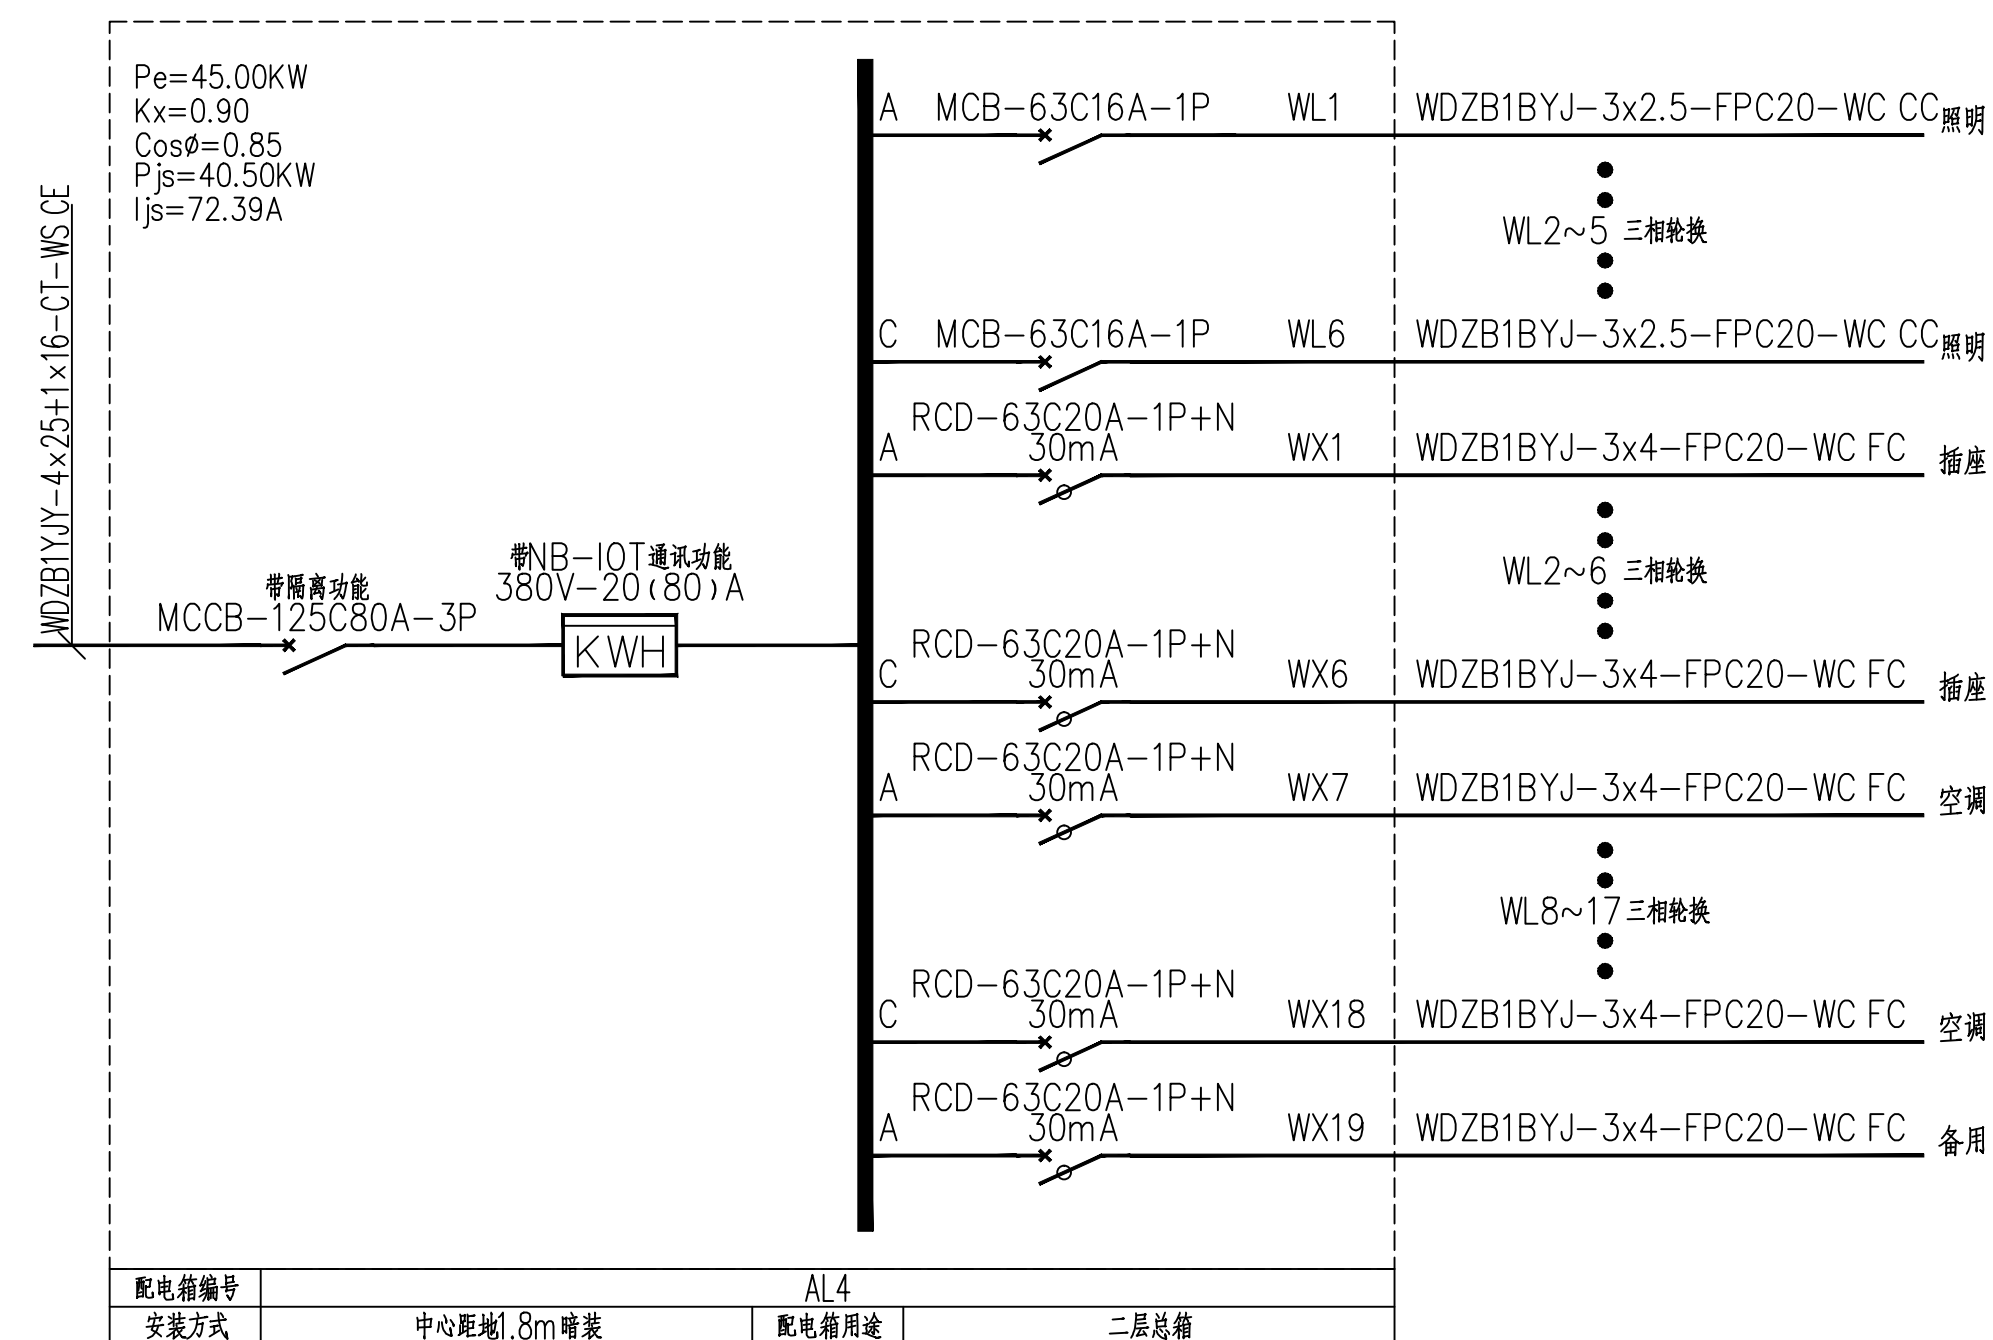 Pe=45.00KW
Kx=0.90
Cosø=0.85
Pjs=40.50KW
Ijs=72.39A
WDZB1YJY-4x25+1x16-CT-WS CE
带隔离功能
MCCB-125C80A-3P
带NB-IOT通讯功能
380V-20(80)A
KWH
A MCB-63C16A-1P WL1 WDZB1BYJ-3x2.5-FPC20-WC CC 照明
WL2~5 三相轮换
C MCB-63C16A-1P WL6 WDZB1BYJ-3x2.5-FPC20-WC CC 照明
RCD-63C20A-1P+N
A 30mA WX1 WDZB1BYJ-3x4-FPC20-WC FC 插座
WL2~6 三相轮换
RCD-63C20A-1P+N
C 30mA WX6 WDZB1BYJ-3x4-FPC20-WC FC 插座
RCD-63C20A-1P+N
A 30mA WX7 WDZB1BYJ-3x4-FPC20-WC FC 空调
WL8~17 三相轮换
RCD-63C20A-1P+N
C 30mA WX18 WDZB1BYJ-3x4-FPC20-WC FC 空调
RCD-63C20A-1P+N
A 30mA WX19 WDZB1BYJ-3x4-FPC20-WC FC 备用
配电箱编号 AL4
安装方式 中心距地1.8m暗装 配电箱用途 二层总箱